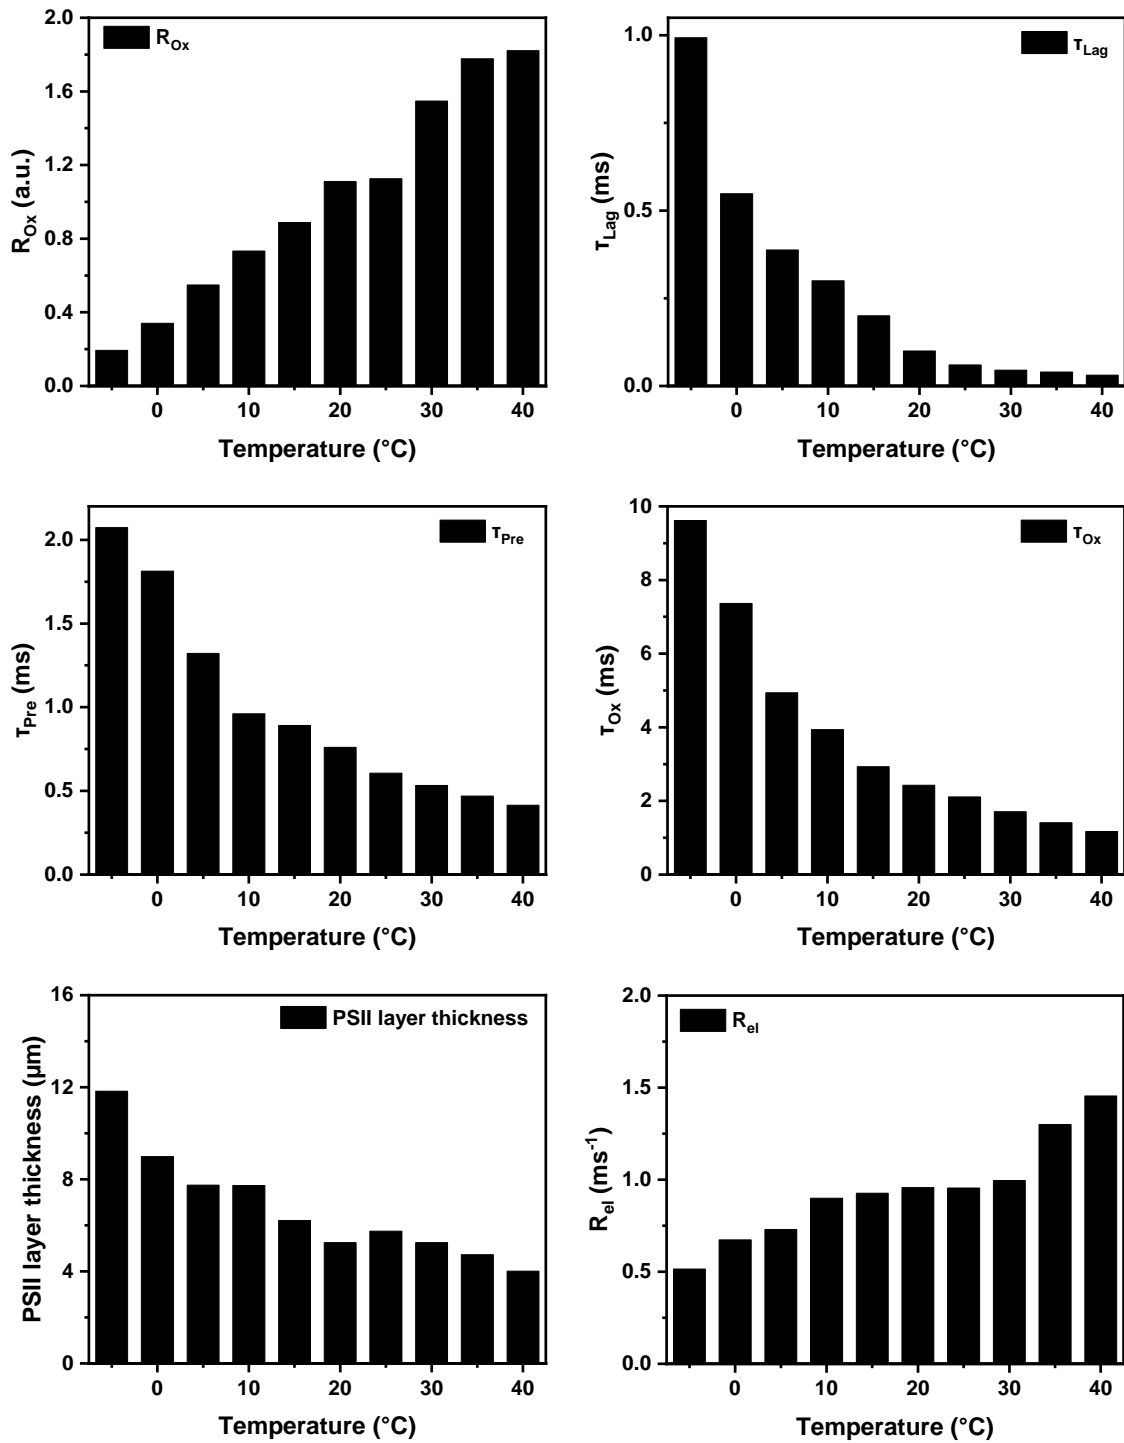 2.0
1.6
1.2
0.8
0.4
0.0
R_Ox (a.u.)
R_Ox
0 10 20 30 40
Temperature (°C)
1.0
0.5
0.0
τ_Lag (ms)
τ_Lag
0 10 20 30 40
Temperature (°C)
2.0
1.5
1.0
0.5
0.0
τ_Pre (ms)
τ_Pre
0 10 20 30 40
Temperature (°C)
10
8
6
4
2
0
τ_Ox (ms)
τ_Ox
0 10 20 30 40
Temperature (°C)
16
12
8
4
0
PSII layer thickness (μm)
PSII layer thickness
0 10 20 30 40
Temperature (°C)
2.0
1.5
1.0
0.5
0.0
R_el (ms⁻¹)
R_el
0 10 20 30 40
Temperature (°C)